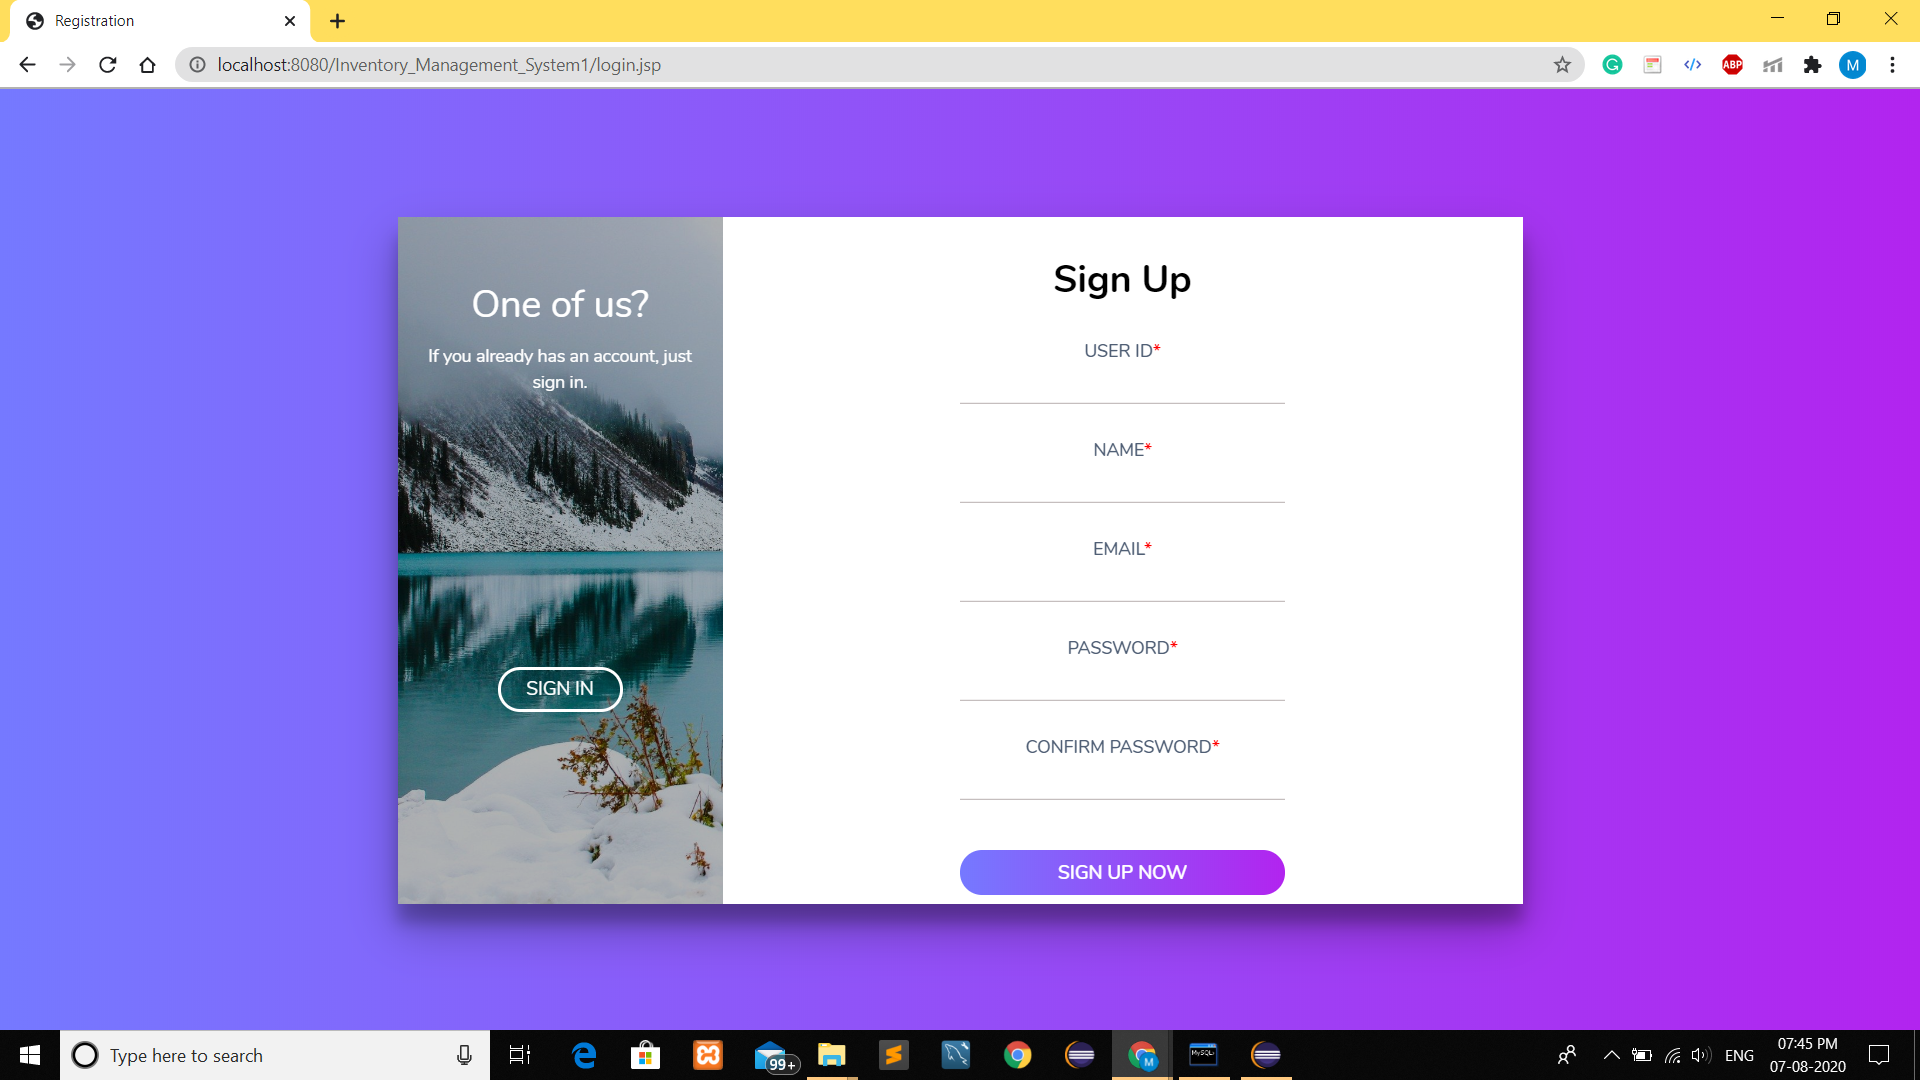 Registration
localhost:8080/Inventory_Management_System1/login.jsp
G
</>
ABP
M
One of us?
If you already has an account, just
sign in.
SIGN IN
Sign Up
USER ID*
NAME*
EMAIL*
PASSWORD*
CONFIRM PASSWORD*
SIGN UP NOW
Type here to search
99+
M
MySQL
ENG
07:45 PM
07-08-2020